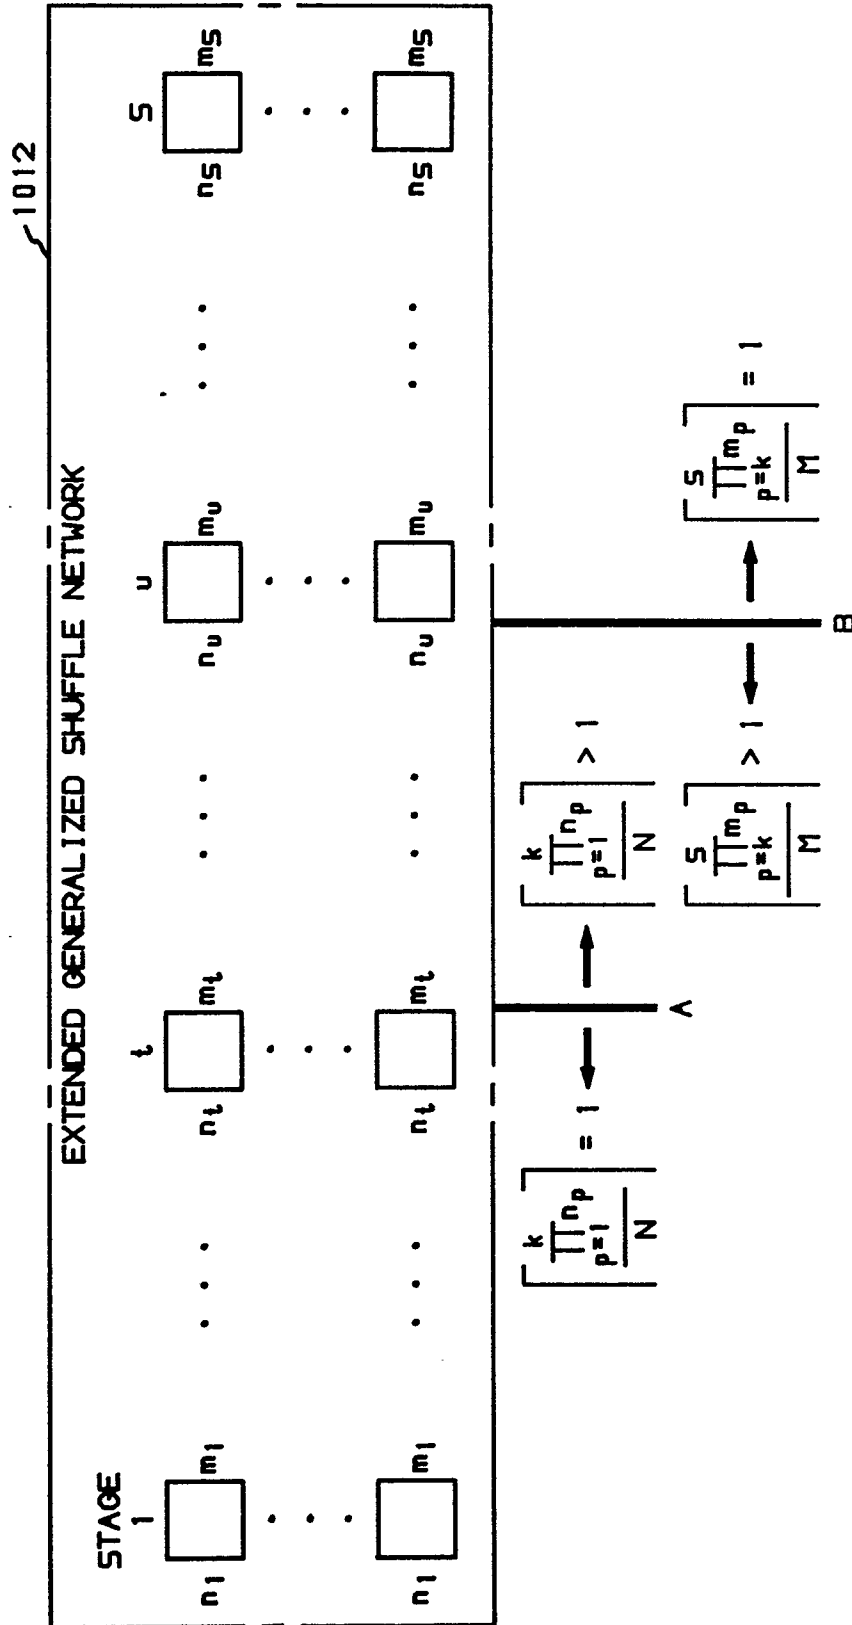 1012
EXTENDED GENERALIZED SHUFFLE NETWORK
STAGE
1 t u S
n1 m1 nt mt nu mu nS mS
n1 m1 nt mt nu mu nS mS
⌈ k ∏ p=1 np / N ⌉ = 1
⌈ k ∏ p=1 np / N ⌉ > 1
A
⌈ S ∏ p=k mp / M ⌉ > 1
⌈ S ∏ p=k mp / M ⌉ = 1
B